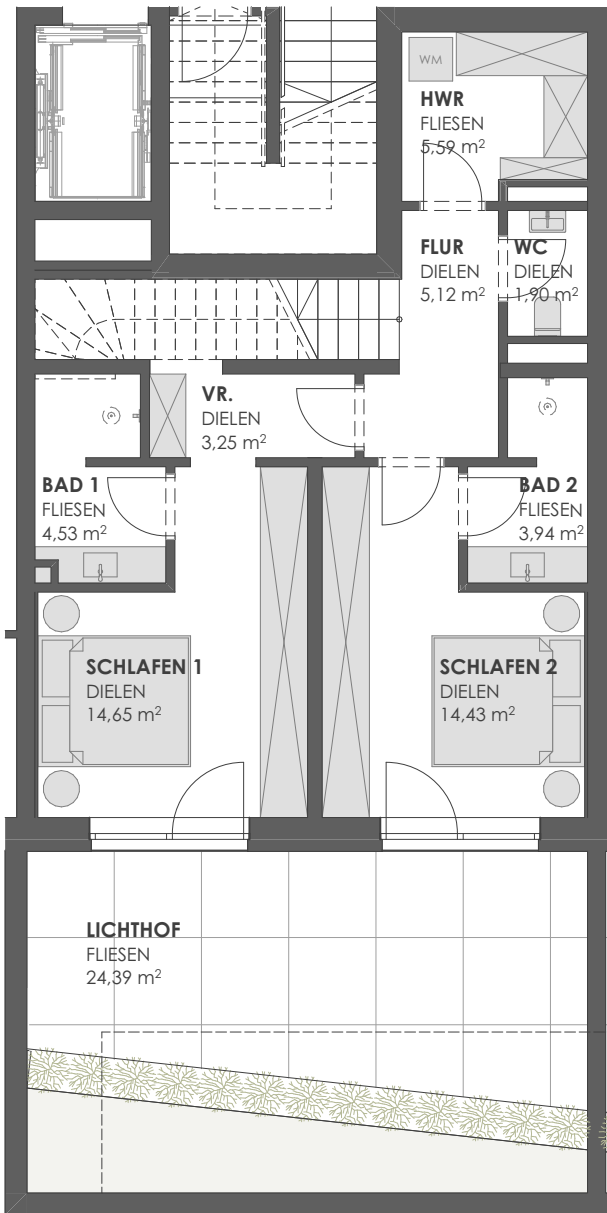 WM
HWR
FLIESEN
5,59 m²
FLUR
DIELEN
5,12 m²
WC
DIELEN
1,90 m²
VR.
DIELEN
3,25 m²
BAD 1
FLIESEN
4,53 m²
BAD 2
FLIESEN
3,94 m²
SCHLAFEN 1
DIELEN
14,65 m²
SCHLAFEN 2
DIELEN
14,43 m²
LICHTHOF
FLIESEN
24,39 m²